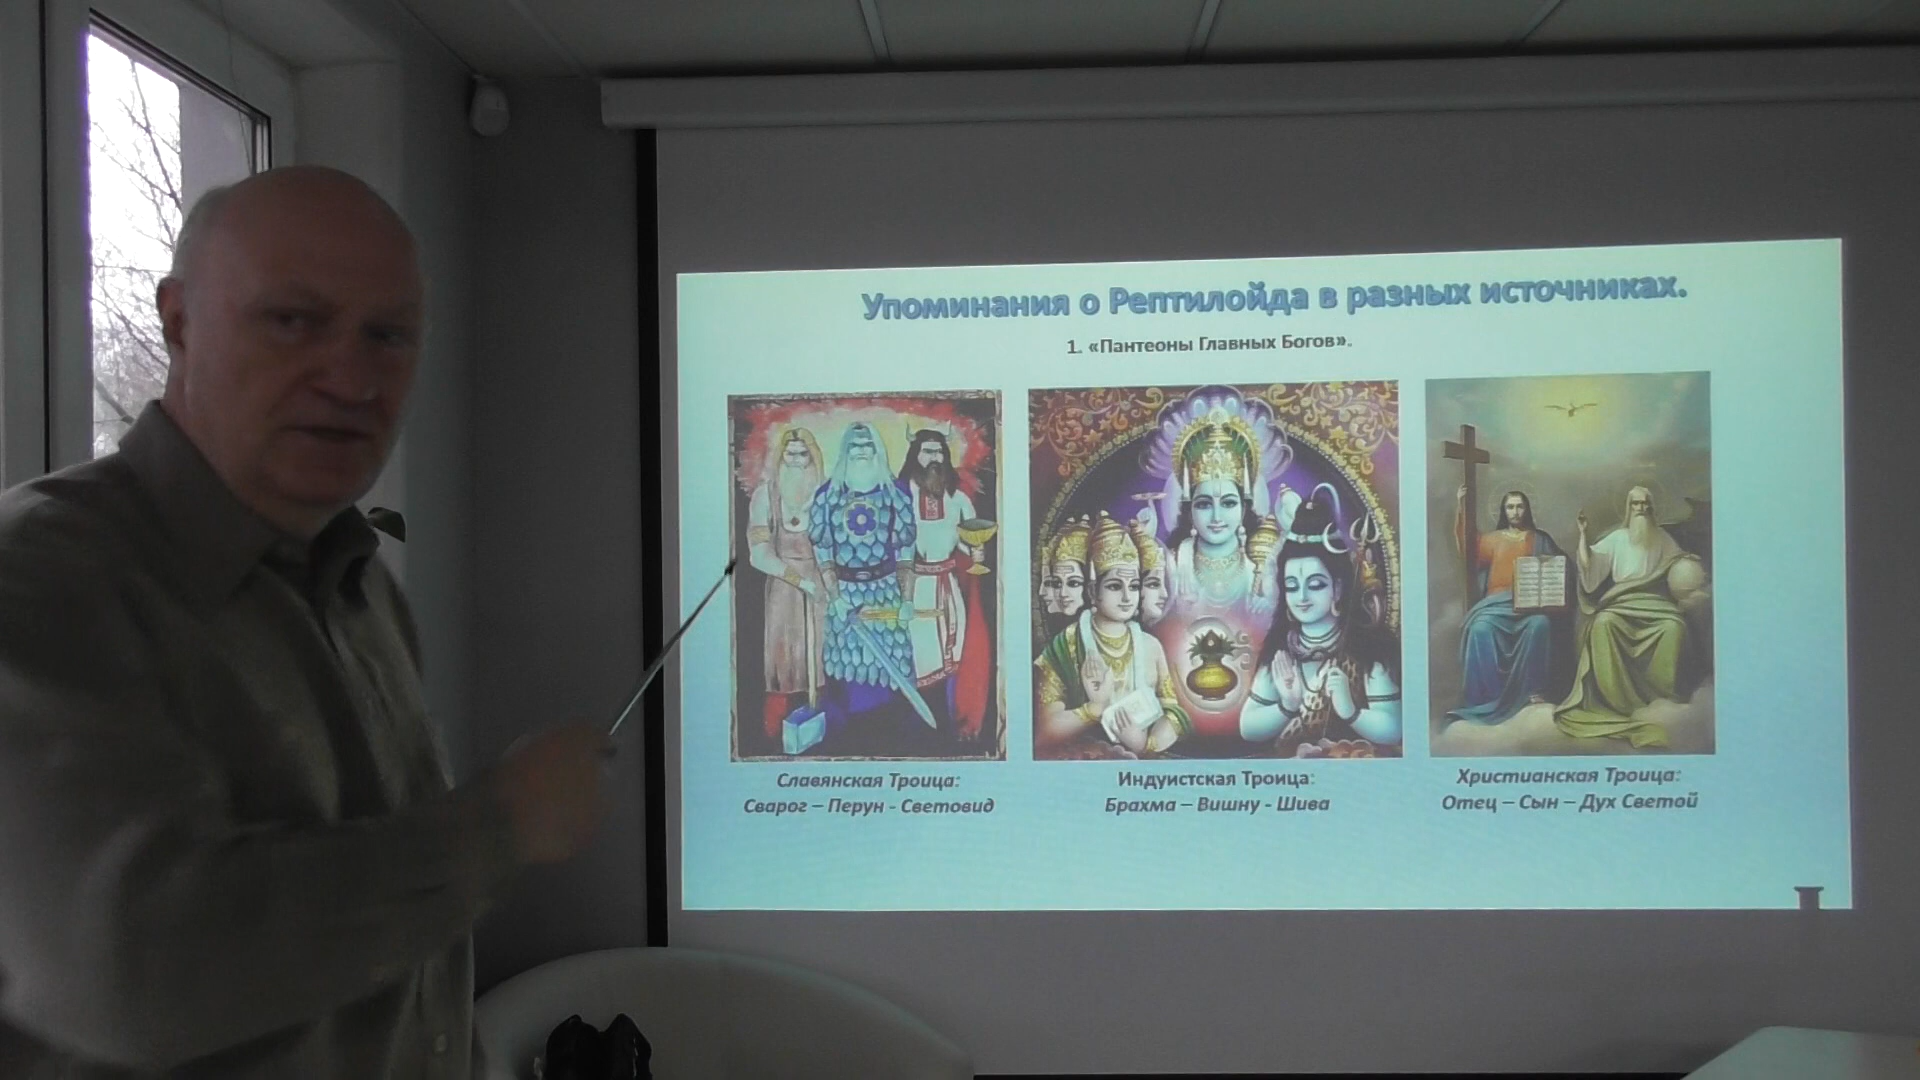 Упоминания о Рептилойда в разных источниках.
1. «Пантеоны Главных Богов».
Славянская Троица:
Сварог – Перун - Световид
Индуистская Троица:
Брахма – Вишну - Шива
Христианская Троица:
Отец – Сын – Дух Светой